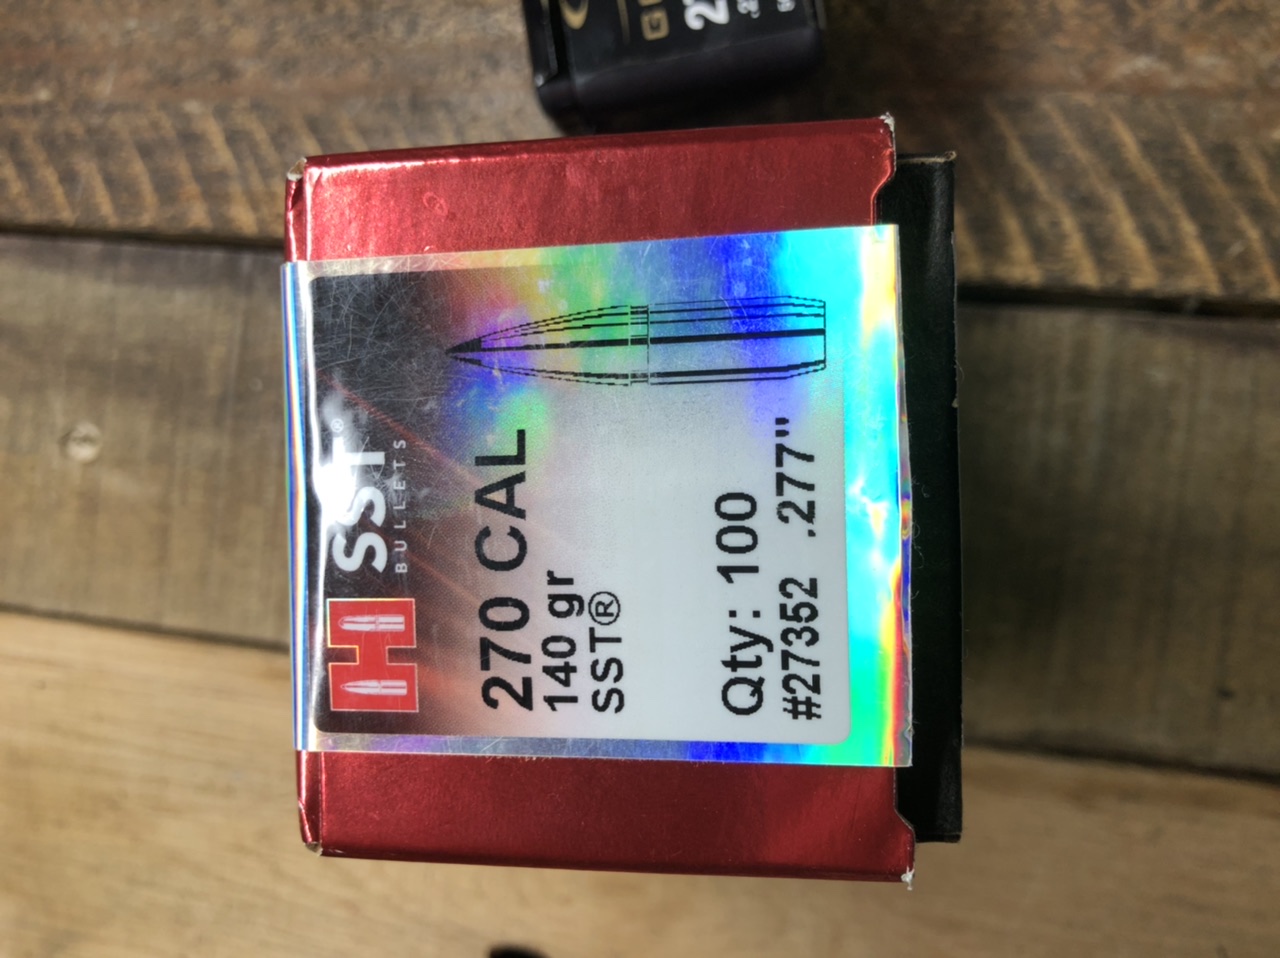 H SST®
BULLETS
270 CAL
140 gr
SST®
Qty: 100
#27352 .277"